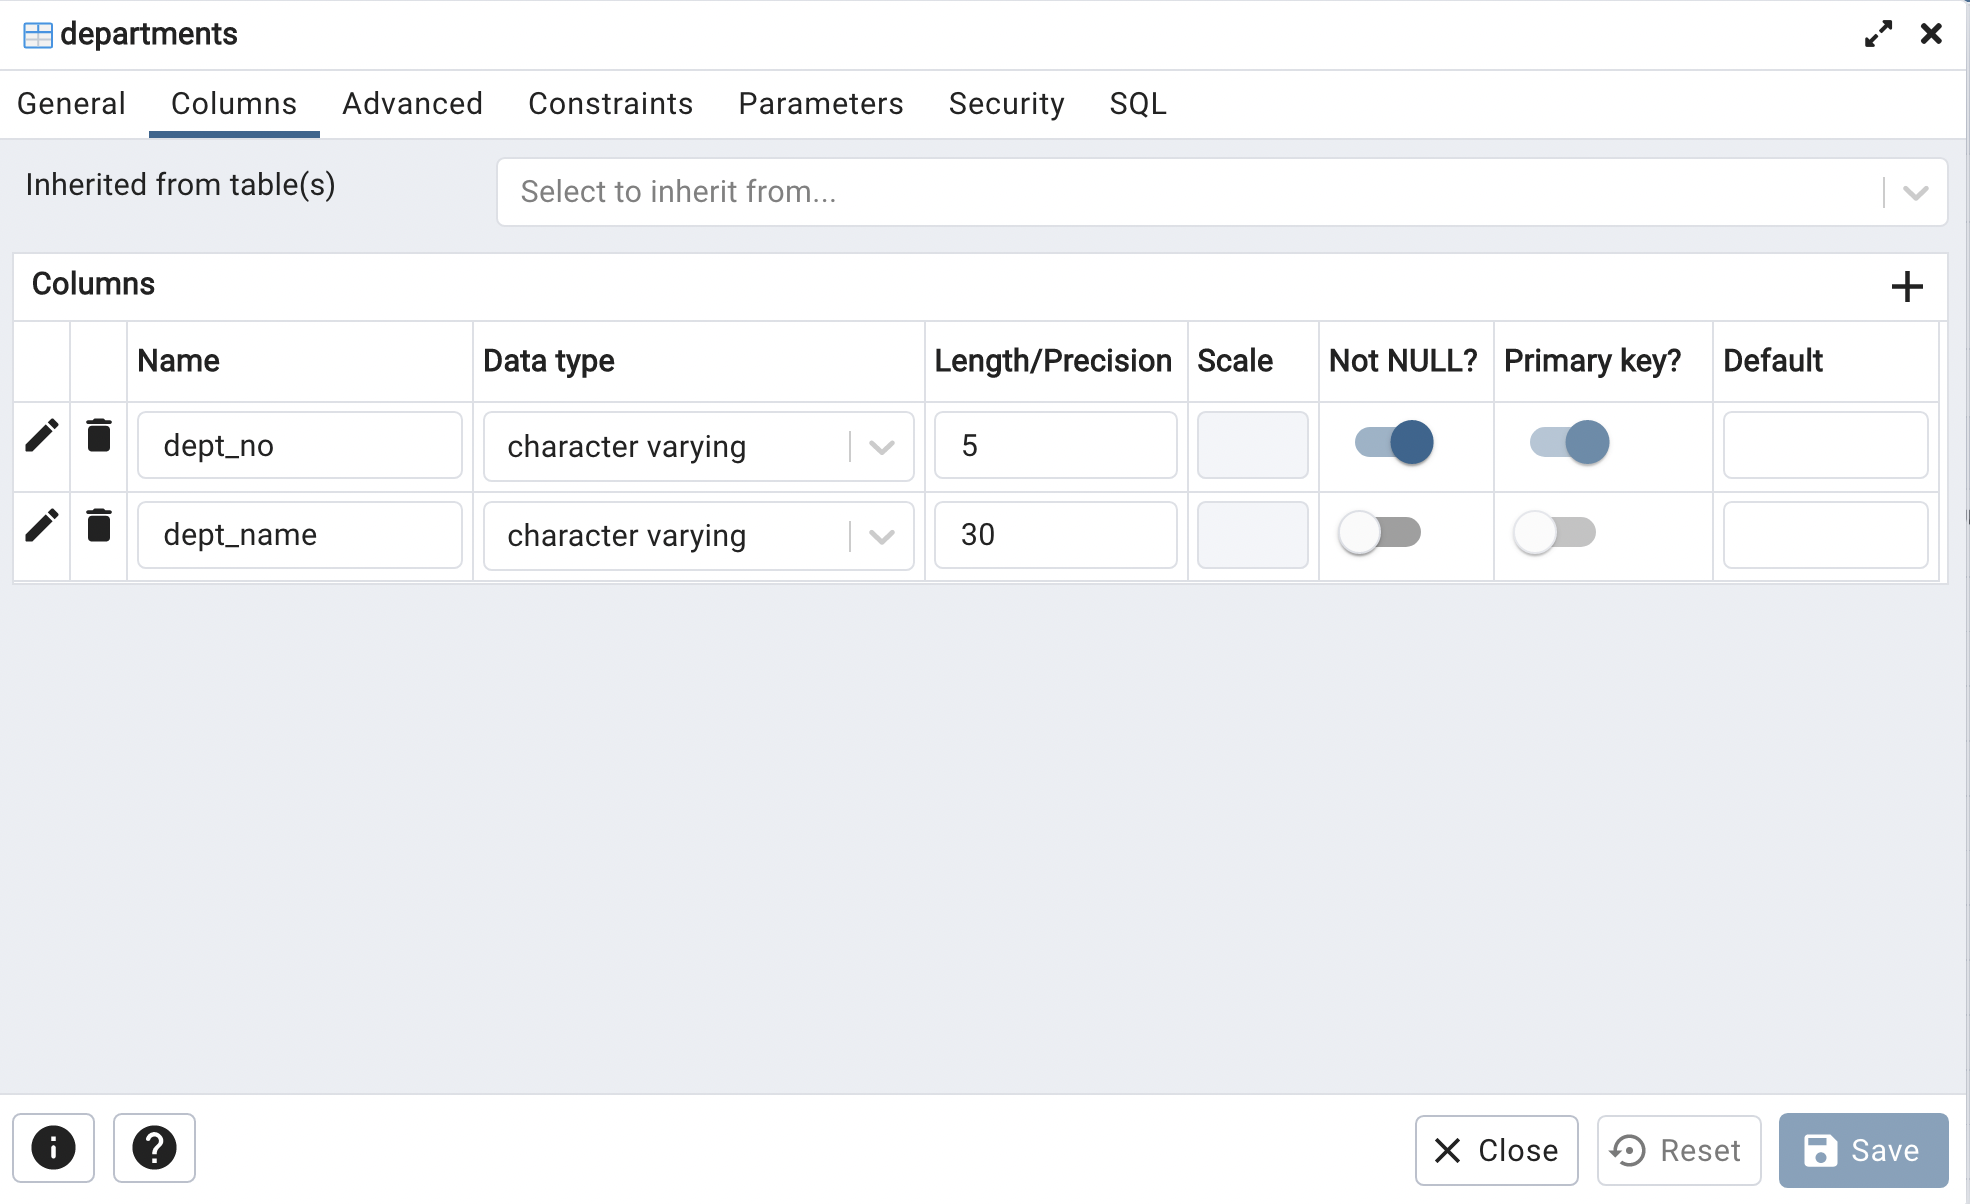 departments
General Columns Advanced Constraints Parameters Security SQL
Inherited from table(s) Select to inherit from...
Columns
Name Data type Length/Precision Scale Not NULL? Primary key? Default
dept_no character varying 5
dept_name character varying 30
Close Reset Save